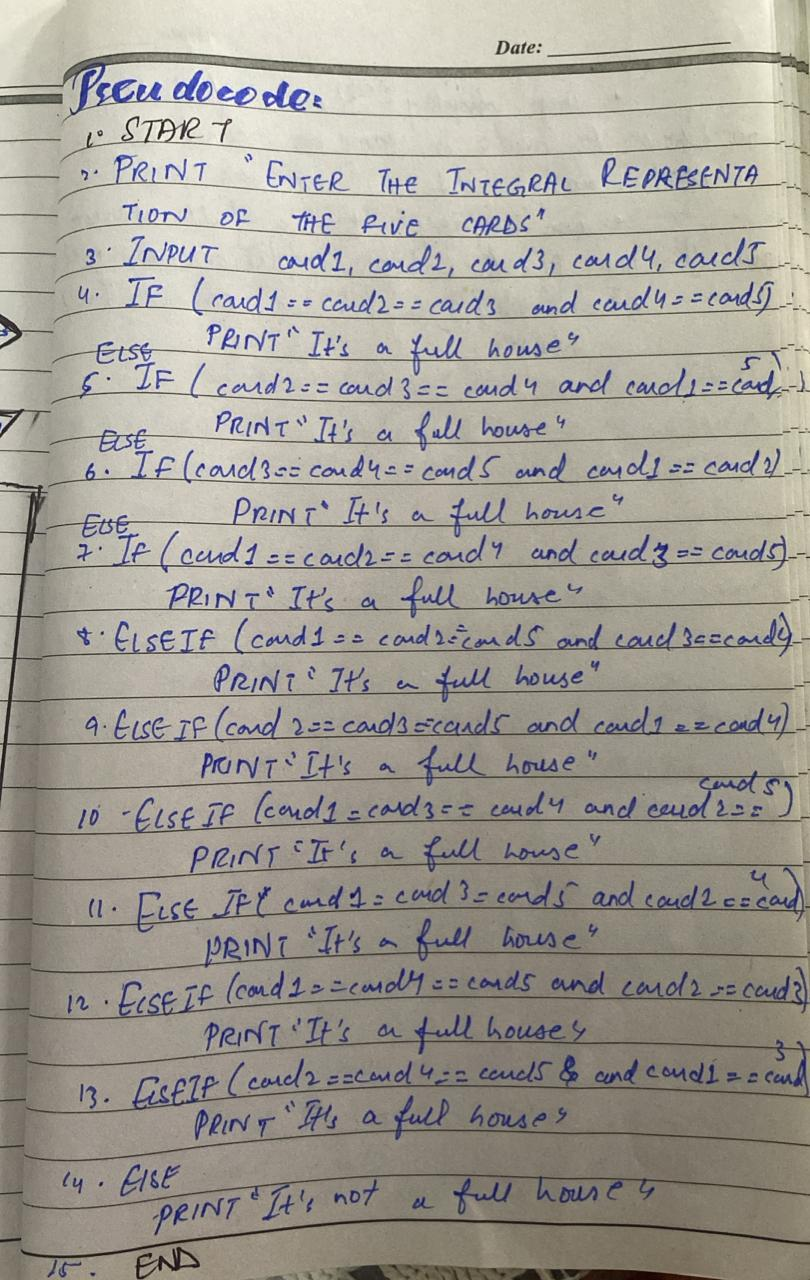 Date:
Pseudocode:
1. START
2. PRINT "ENTER THE INTEGRAL REPRESENTA
TION OF THE FIVE CARDS"
3. INPUT card1, card2, card3, card4, card5
4. IF (card1 == card2 == card3 and card4 == card5)
PRINT "It's a full house"
ELSE
5. IF (card2 == card3 == card4 and card1 == card5)
PRINT "It's a full house"
ELSE
6. IF (card3 == card4 == card5 and card1 == card2)
PRINT "It's a full house"
ELSE
7. IF (card1 == card2 == card4 and card3 == card5)
PRINT "It's a full house"
8. ELSEIF (card1 == card2 == card5 and card3 == card4)
PRINT "It's a full house"
9. ELSEIF (card2 == card3 == card5 and card1 == card4)
PRINT "It's a full house"
10 - ELSEIF (card1 = card3 == card4 and card2 == card5)
PRINT "It's a full house"
11. ELSE IF( card1 = card3 = card5 and card2 == card4)
PRINT "It's a full house"
12. ELSEIF (card1 == card4 == card5 and card2 == card3)
PRINT "It's a full house"
13. ELSEIF (card2 == card4 == card5 and card1 == card3)
PRINT "It's a full house"
14. ELSE
PRINT "It's not a full house"
15. END